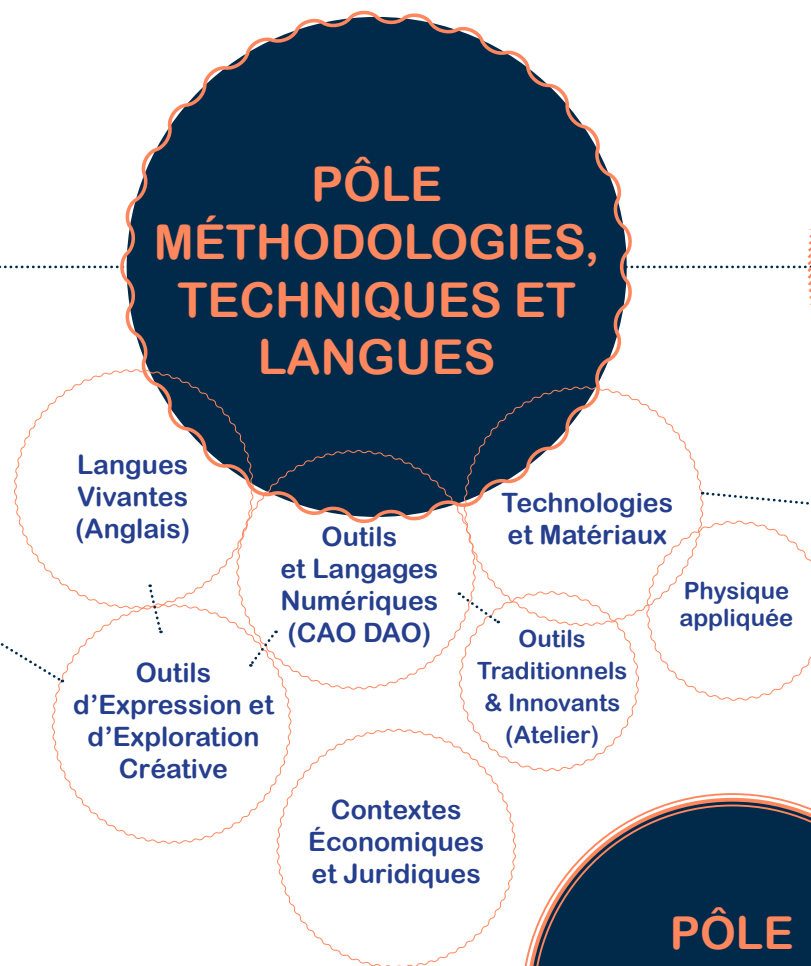 PÔLE
MÉTHODOLOGIES,
TECHNIQUES ET
LANGUES
Langues
Vivantes
(Anglais)
Outils
et Langages
Numériques
(CAO DAO)
Technologies
et Matériaux
Physique
appliquée
Outils
d’Expression et
d’Exploration
Créative
Outils
Traditionnels
& Innovants
(Atelier)
Contextes
Économiques
et Juridiques
PÔLE